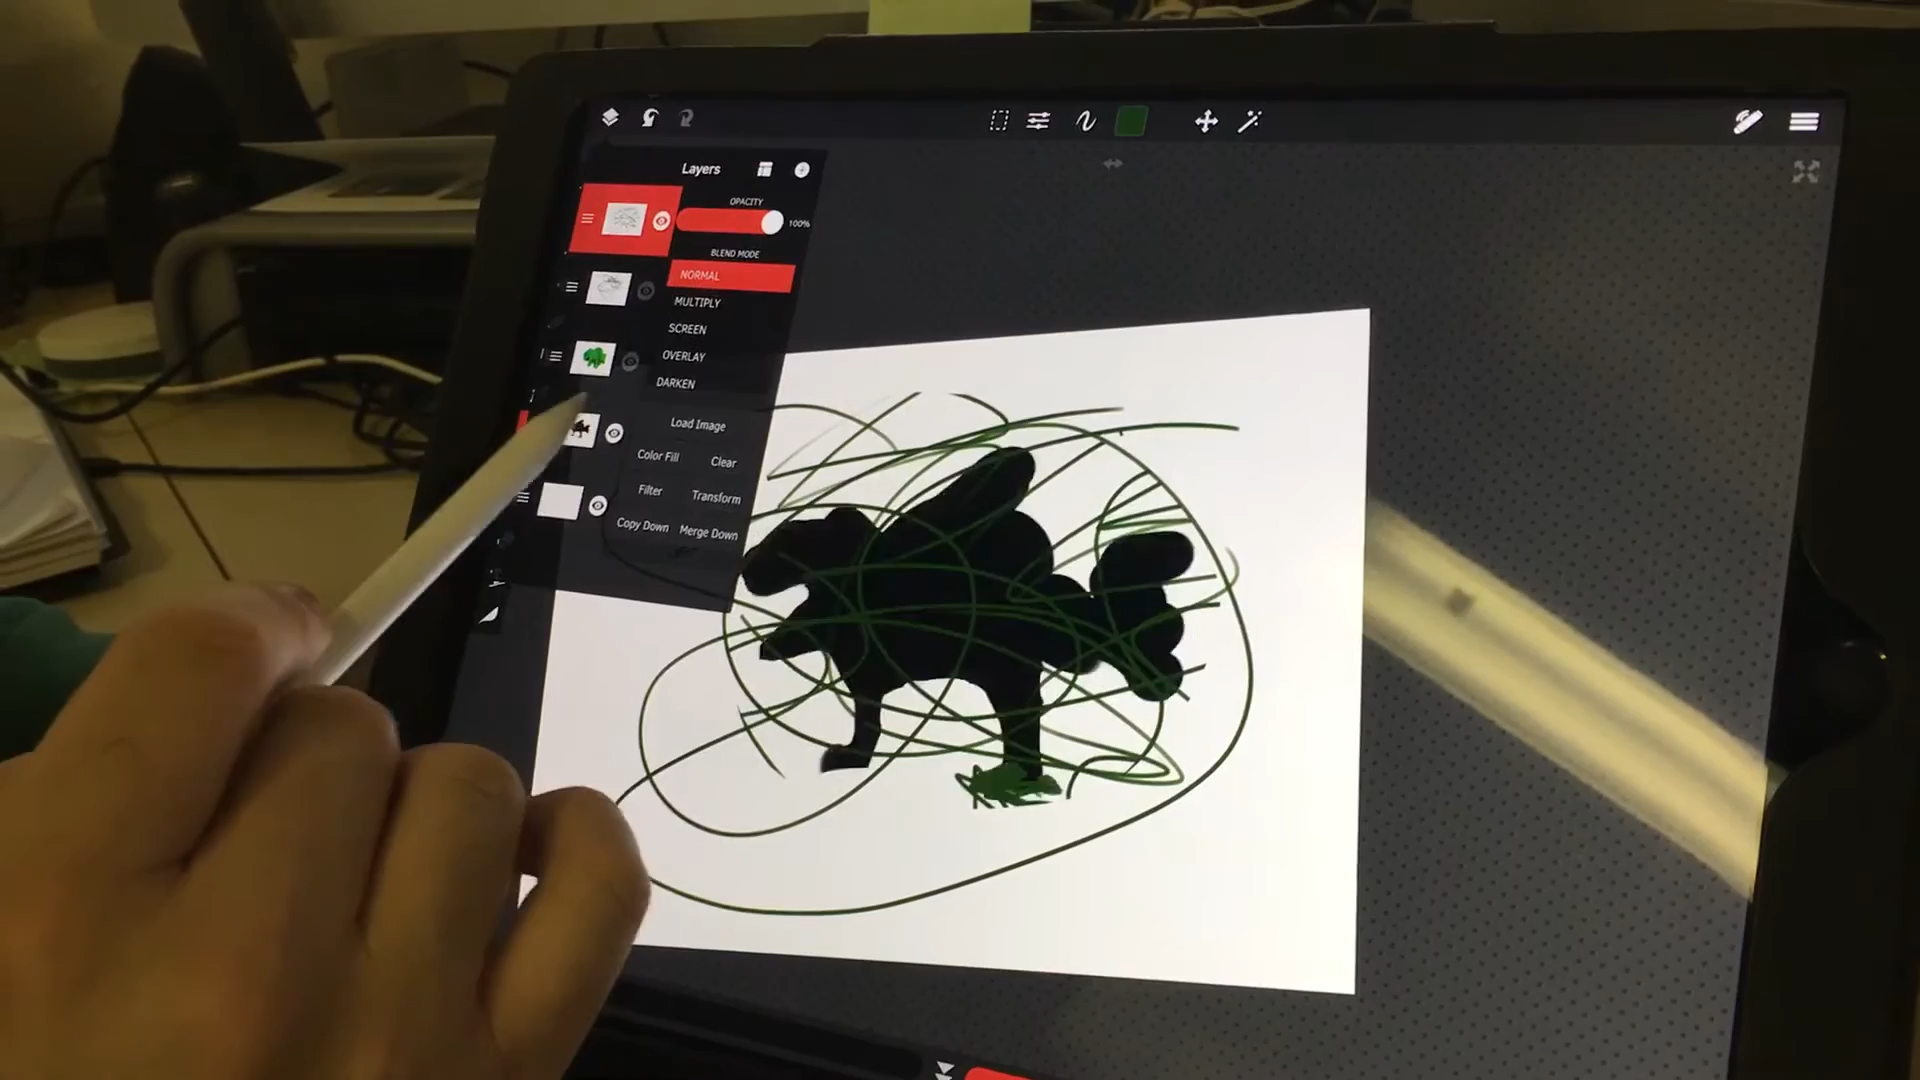 Layers
OPACITY
100%
BLEND MODE
NORMAL
MULTIPLY
SCREEN
OVERLAY
DARKEN
Load Image
Color Fill Clear
Filter Transform
Copy Down Merge Down